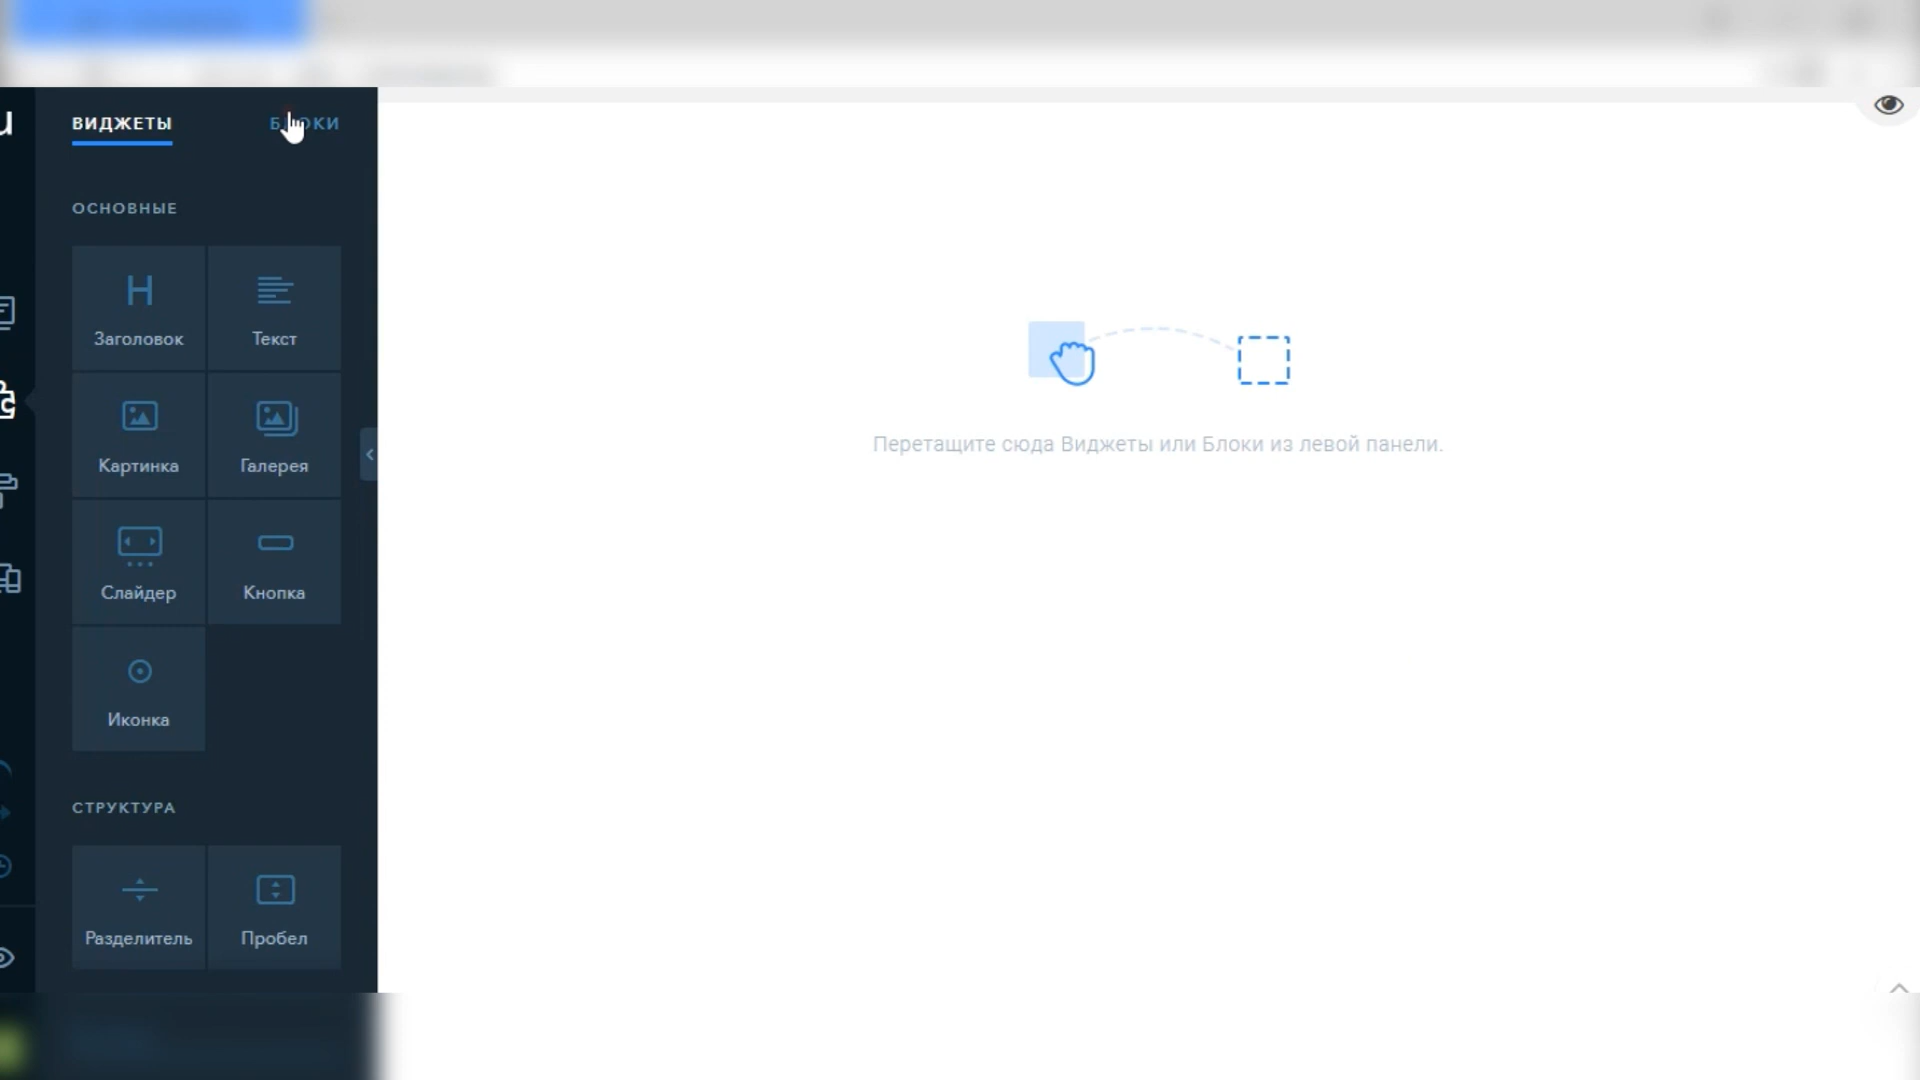 ВИДЖЕТЫ
БЛОКИ
ОСНОВНЫЕ
Заголовок
Текст
Картинка
Галерея
Слайдер
Кнопка
Иконка
СТРУКТУРА
Разделитель
Пробел
Перетащите сюда Виджеты или Блоки из левой панели.